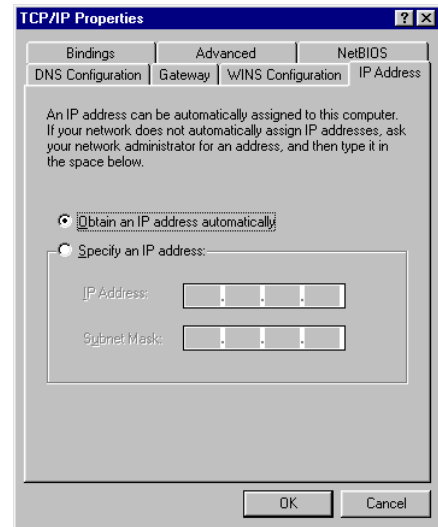 TCP/IP Properties
? X
Bindings Advanced NetBIOS
DNS Configuration Gateway WINS Configuration IP Address
An IP address can be automatically assigned to this computer.
If your network does not automatically assign IP addresses, ask
your network administrator for an address, and then type it in
the space below.
Obtain an IP address automatically
Specify an IP address:
IP Address:
. . .
Subnet Mask:
. . .
OK Cancel